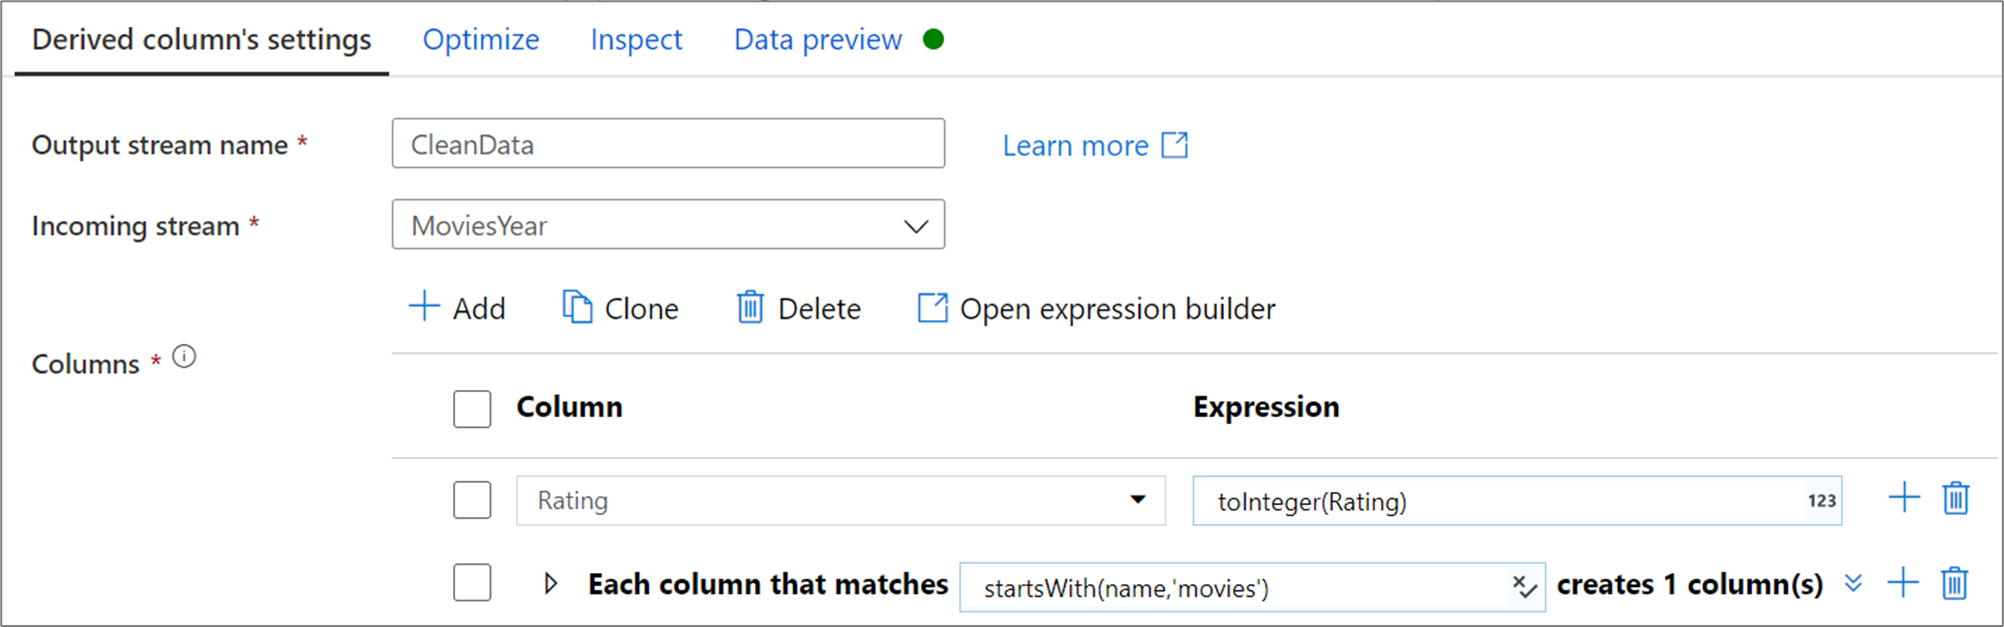 Derived column's settings Optimize Inspect Data preview
Output stream name * CleanData Learn more
Incoming stream * MoviesYear
Add Clone Delete Open expression builder
Columns *
Column Expression
Rating toInteger(Rating) 123
Each column that matches startsWith(name,'movies') creates 1 column(s)